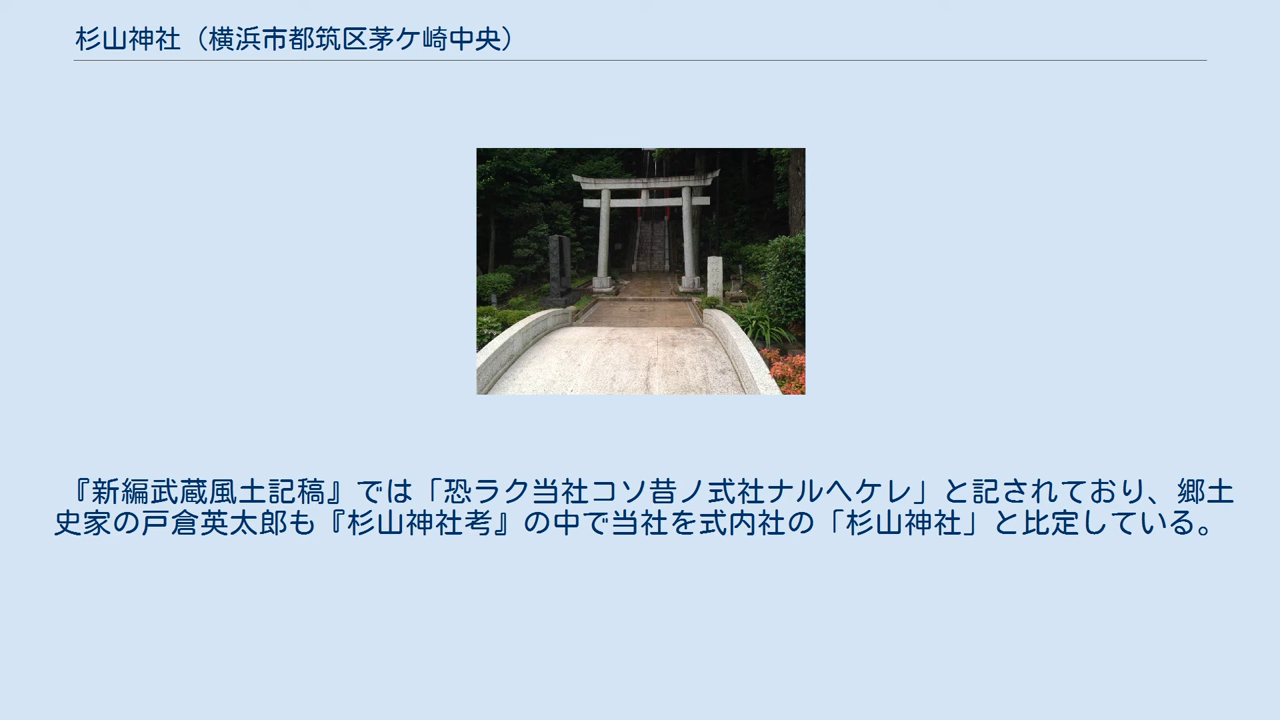 杉山神社（横浜市都筑区茅ケ崎中央）
『新編武蔵風土記稿』では「恐ラク当社コソ昔ノ式社ナルヘケレ」と記されており、郷土
史家の戸倉英太郎も『杉山神社考』の中で当社を式内社の「杉山神社」と比定している。